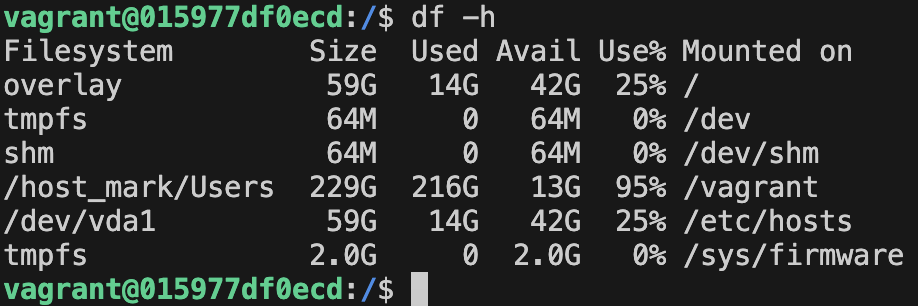 vagrant@015977df0ecd:/$ df -h
Filesystem Size Used Avail Use% Mounted on
overlay 59G 14G 42G 25% /
tmpfs 64M 0 64M 0% /dev
shm 64M 0 64M 0% /dev/shm
/host_mark/Users 229G 216G 13G 95% /vagrant
/dev/vda1 59G 14G 42G 25% /etc/hosts
tmpfs 2.0G 0 2.0G 0% /sys/firmware
vagrant@015977df0ecd:/$